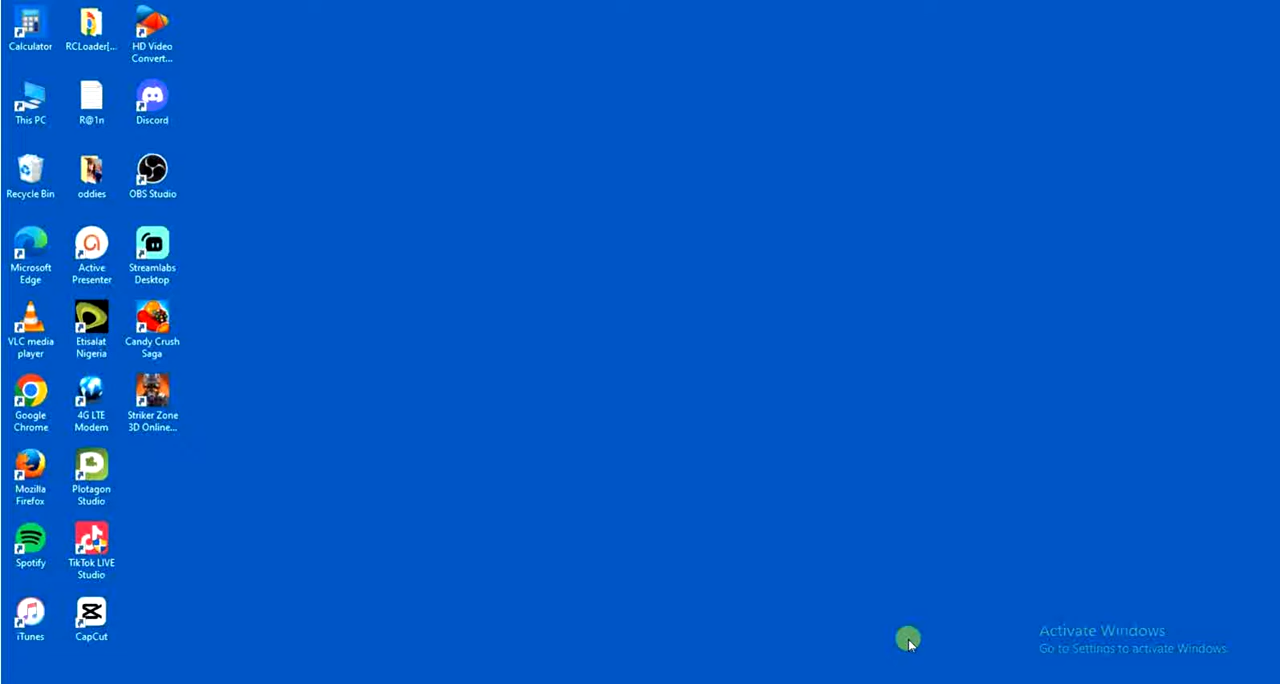 Calculator
RCLoader[...
HD Video
Convert...
This PC
R@1n
Discord
Recycle Bin
oddies
OBS Studio
Microsoft
Edge
Active
Presenter
Streamlabs
Desktop
VLC media
player
Etisalat
Nigeria
Candy Crush
Saga
Google
Chrome
4G LTE
Modem
Striker Zone
3D Online...
Mozilla
Firefox
Plotagon
Studio
Spotify
TikTok LIVE
Studio
iTunes
CapCut
Activate Windows
Go to Settings to activate Windows.